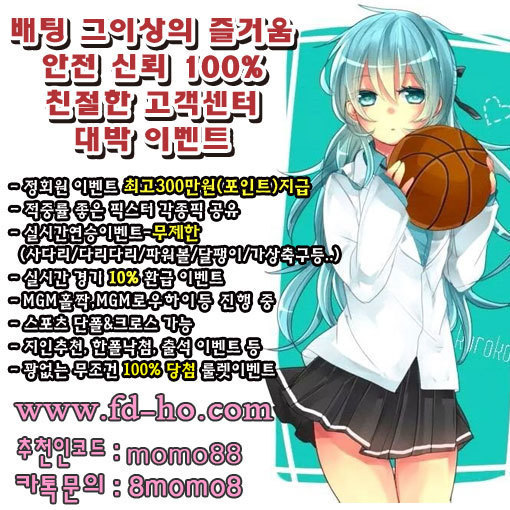 배팅 그이상의 즐거움
안전 신뢰 100%
친절한 고객센터
대박 이벤트
- 정회원 이벤트 최고300만원(포인트)지급
- 적중률 좋은 픽스터 각종픽 공유
- 실시간연승이벤트-무제한
(사다리/다리다리/파워볼/달팽이/가상축구등..)
- 실시간 경기 10% 환급 이벤트
- MGM홀짝,MGM로우하이등 진행 중
- 스포츠 단폴&크로스 가능
- 지인추천, 한폴낙첨, 출석 이벤트 등
- 꽝없는 무조건 100% 당첨 룰렛이벤트
www.fd-ho.com
추천인코드 : momo88
카톡문의 : 8momo8
kuroko